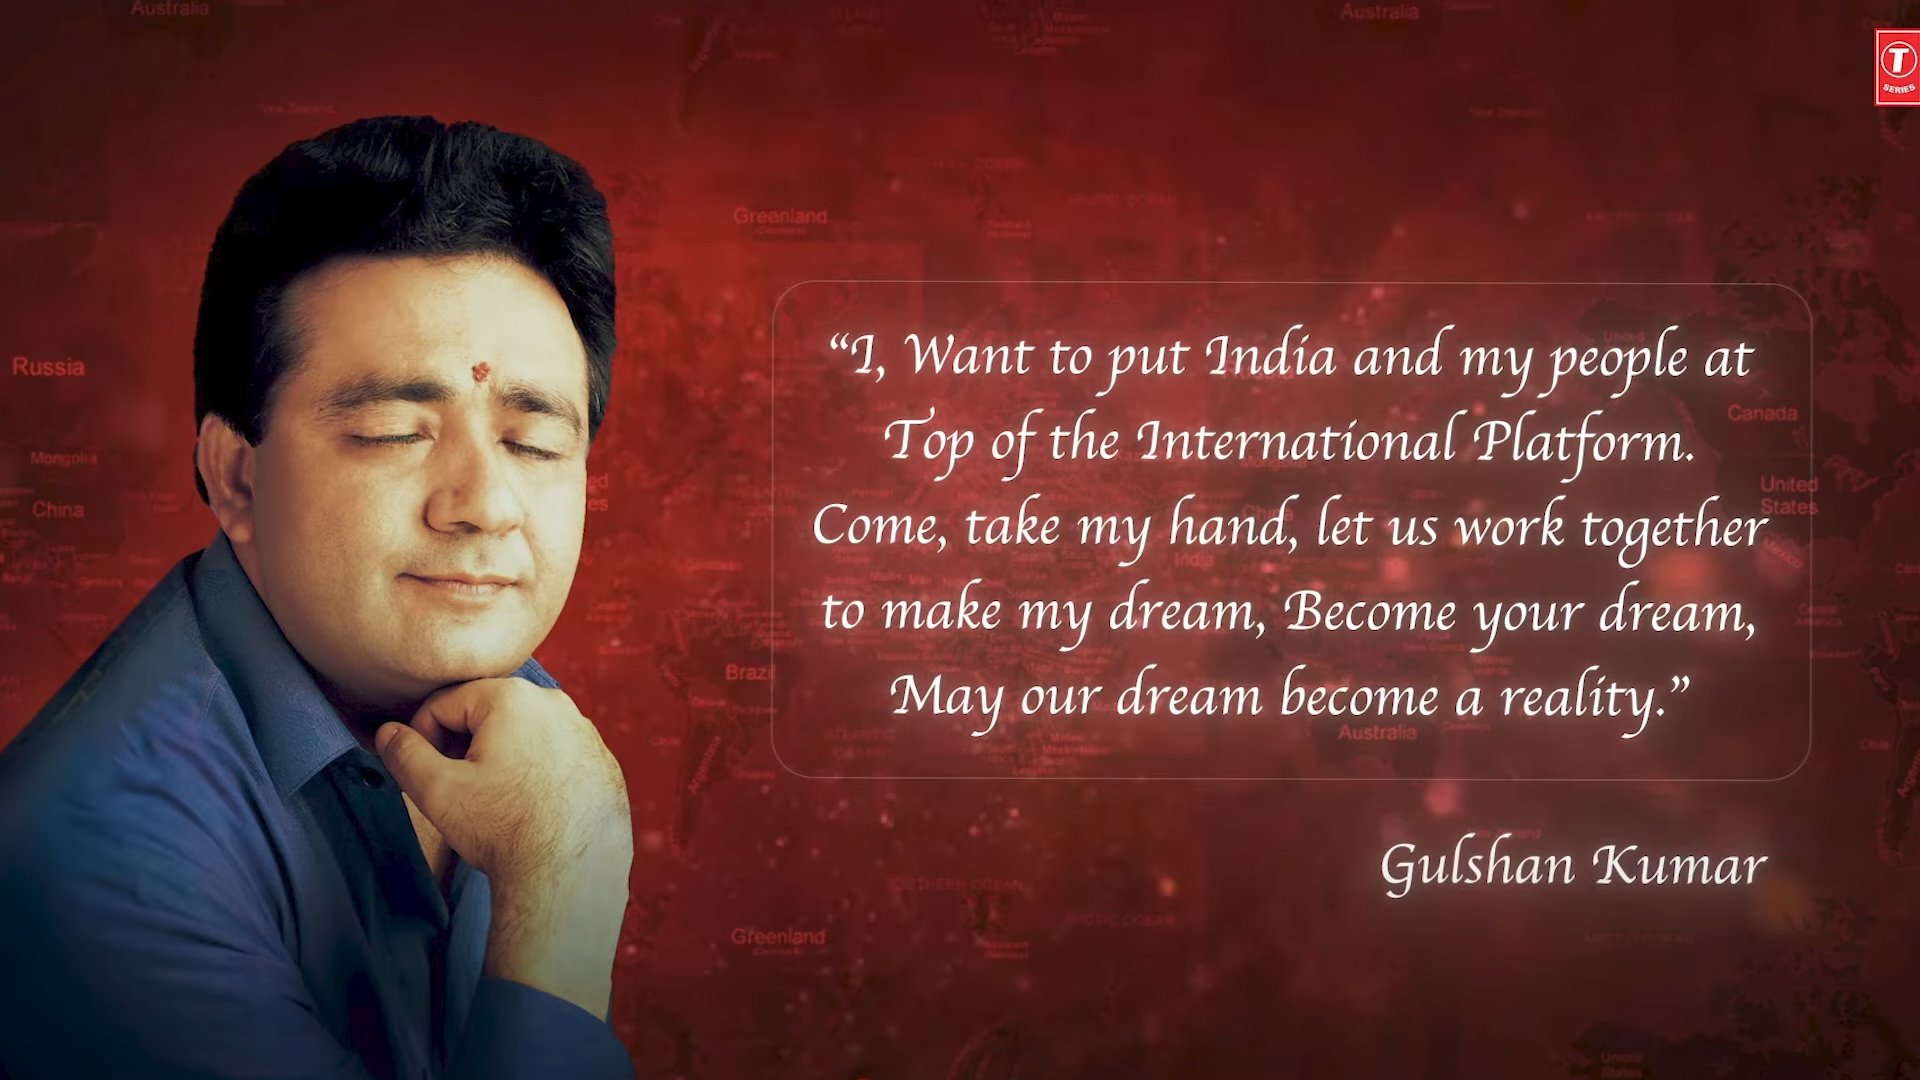 Australia
Australia
T
SERIES
Greenland
Russia
“I, Want to put India and my people at
Top of the International Platform.
Come, take my hand, let us work together
to make my dream, Become your dream,
May our dream become a reality.”
Canada
Mongolia
United
States
China
India
Brazil
Australia
Gulshan Kumar
Greenland